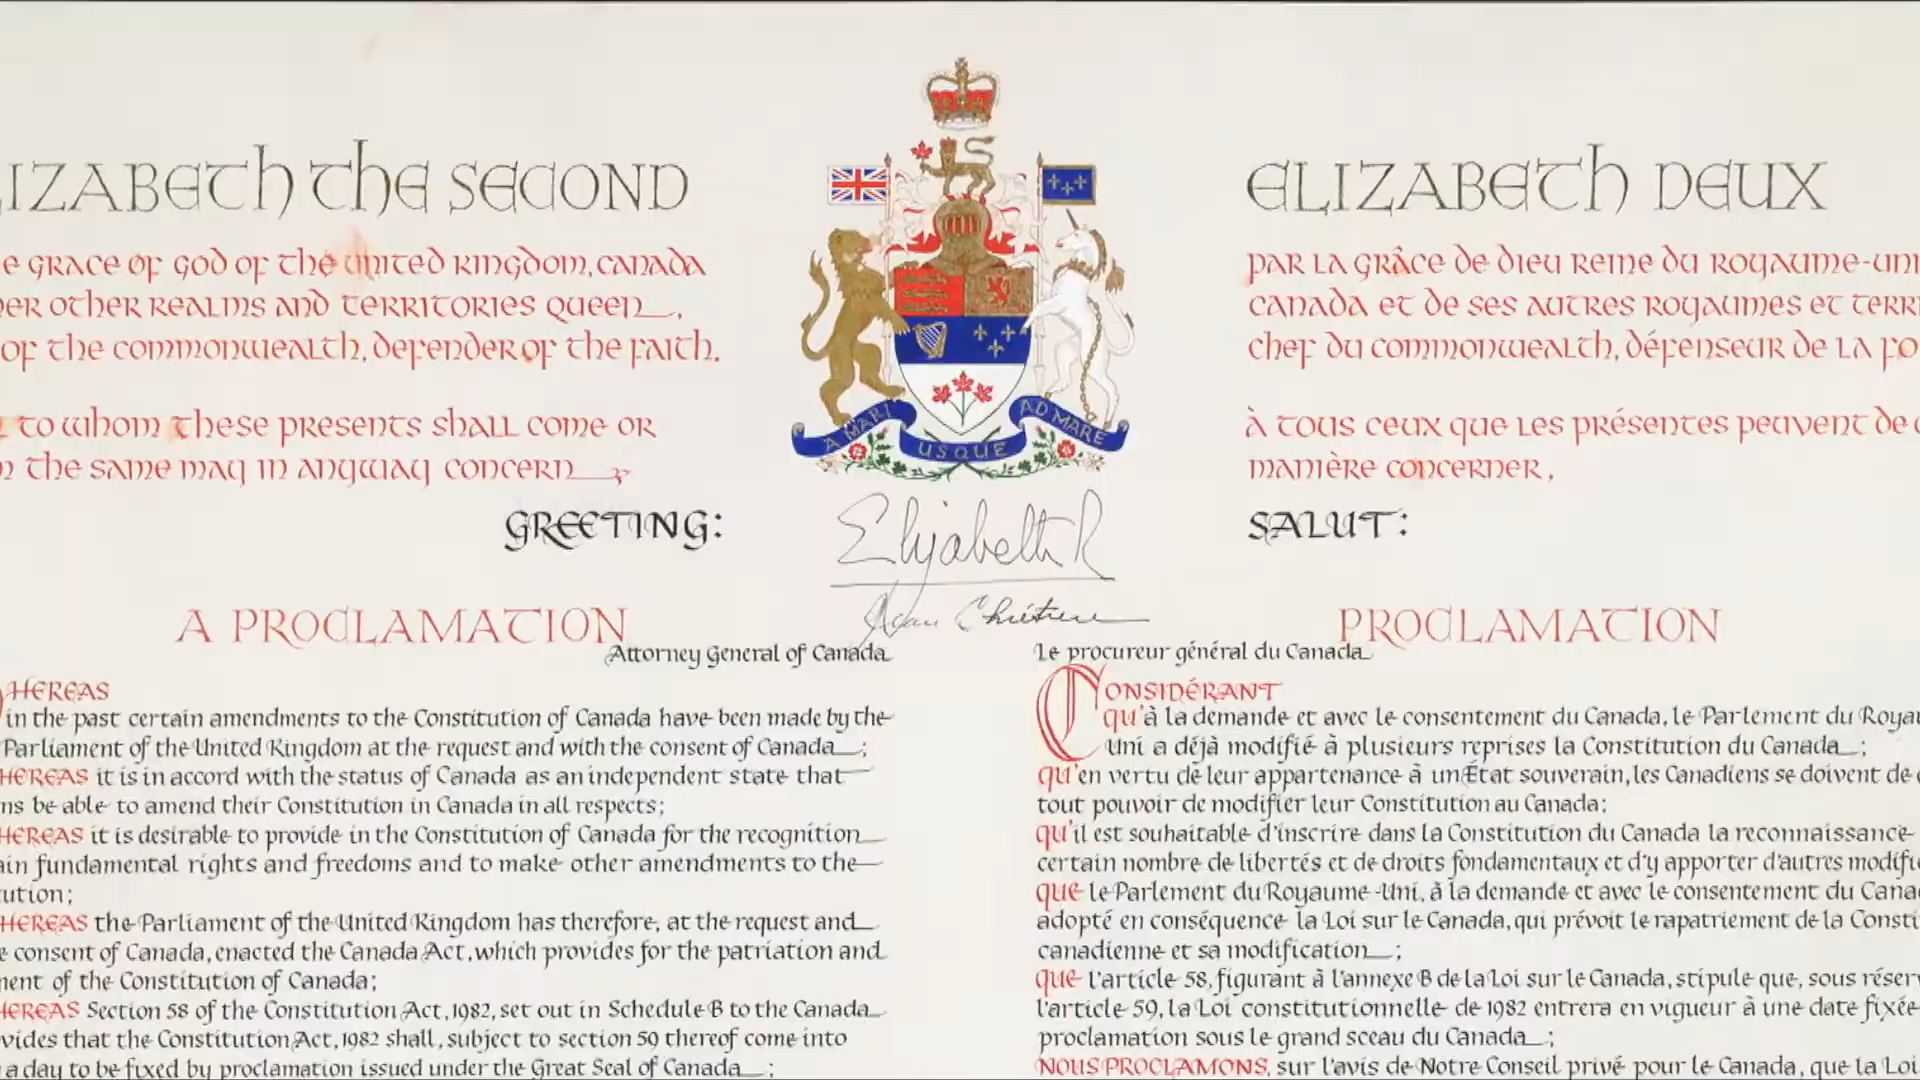 LIZABETH THE SECOND
E GRACE OF GOD OF THE UNITED KINGDOM, CANADA
ER OTHER REALMS AND TERRITORIES QUEEN,
OF THE COMMONWEALTH, DEFENDER OF THE FAITH.
TO WHOM THESE PRESENTS SHALL COME OR
THE SAME MAY IN ANYWAY CONCERN
GREETING:
A PROCLAMATION
Attorney General of Canada
HEREAS
in the past certain amendments to the Constitution of Canada have been made by the
Parliament of the United Kingdom at the request and with the consent of Canada;
HEREAS it is in accord with the status of Canada as an independent state that
ns be able to amend their Constitution in Canada in all respects;
HEREAS it is desirable to provide in the Constitution of Canada for the recognition
ain fundamental rights and freedoms and to make other amendments to the
ution;
HEREAS the Parliament of the United Kingdom has therefore, at the request and
e consent of Canada, enacted the Canada Act, which provides for the patriation and
ment of the Constitution of Canada;
HEREAS Section 58 of the Constitution Act, 1982, set out in Schedule B to the Canada
vides that the Constitution Act, 1982 shall, subject to section 59 thereof come into
a day to be fixed by proclamation issued under the Great Seal of Canada;
A MARI USQUE AD MARE
Elizabeth R
Jean Chrétien
ELIZABETH DEUX
PAR LA GRÂCE DE DIEU REINE DU ROYAUME-UNI
CANADA ET DE SES AUTRES ROYAUMES ET TERRI
CHEF DU COMMONWEALTH, DÉFENSEUR DE LA FO
À TOUS CEUX QUE LES PRÉSENTES PEUVENT DE
MANIÈRE CONCERNER,
SALUT:
PROCLAMATION
Le procureur général du Canada
CONSIDÉRANT
qu'à la demande et avec le consentement du Canada, le Parlement du Royau
Uni a déjà modifié à plusieurs reprises la Constitution du Canada;
qu'en vertu de leur appartenance à un État souverain, les Canadiens se doivent de
tout pouvoir de modifier leur Constitution au Canada;
qu'il est souhaitable d'inscrire dans la Constitution du Canada la reconnaissance
certain nombre de libertés et de droits fondamentaux et d'y apporter d'autres modifi
que le Parlement du Royaume-Uni, à la demande et avec le consentement du Cana
adopté en conséquence la Loi sur le Canada, qui prévoit le rapatriement de la Consti
canadienne et sa modification;
QUE l'article 58, figurant à l'annexe B de la Loi sur le Canada, stipule que, sous réser
l'article 59, la Loi constitutionnelle de 1982 entrera en vigueur à une date fixée
proclamation sous le grand sceau du Canada;
NOUS PROCLAMONS, sur l'avis de Notre Conseil privé pour le Canada, que la Loi